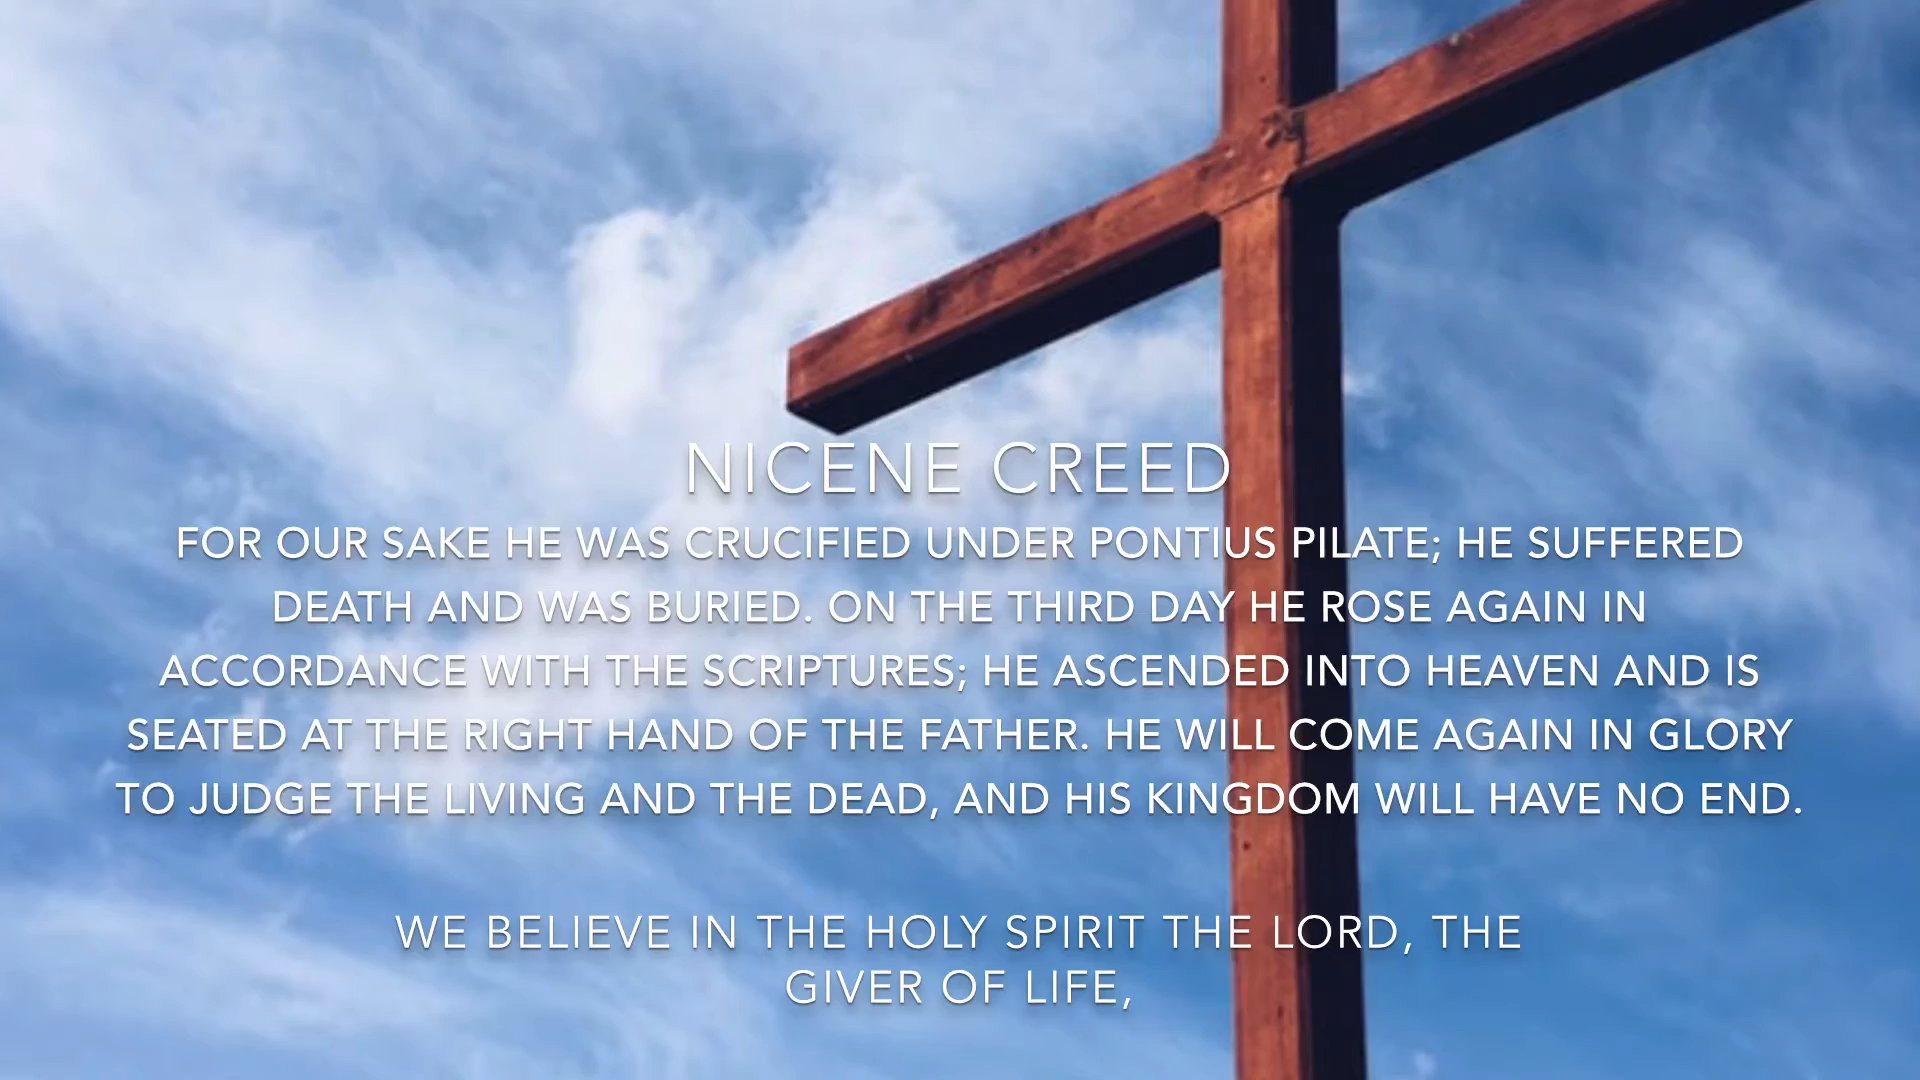 NICENE CREED
FOR OUR SAKE HE WAS CRUCIFIED UNDER PONTIUS PILATE; HE SUFFERED
DEATH AND WAS BURIED. ON THE THIRD DAY HE ROSE AGAIN IN
ACCORDANCE WITH THE SCRIPTURES; HE ASCENDED INTO HEAVEN AND IS
SEATED AT THE RIGHT HAND OF THE FATHER. HE WILL COME AGAIN IN GLORY
TO JUDGE THE LIVING AND THE DEAD, AND HIS KINGDOM WILL HAVE NO END.
WE BELIEVE IN THE HOLY SPIRIT THE LORD, THE
GIVER OF LIFE,